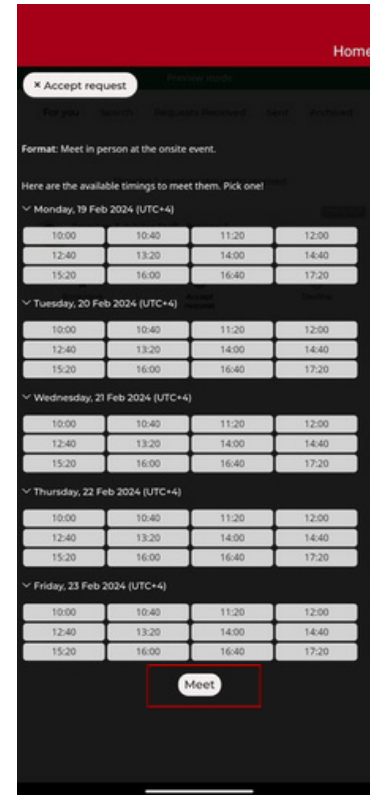 Home
Preview mode
× Accept request
For you Search Requests Received Sent Archived
Format: Meet in person at the onsite event.
Here are the available timings to meet them. Pick one!
Monday, 19 Feb 2024 (UTC+4)
10:00 10:40 11:20 12:00
12:40 13:20 14:00 14:40
15:20 16:00 16:40 17:20
Tuesday, 20 Feb 2024 (UTC+4)
10:00 10:40 11:20 12:00
12:40 13:20 14:00 14:40
15:20 16:00 16:40 17:20
Wednesday, 21 Feb 2024 (UTC+4)
10:00 10:40 11:20 12:00
12:40 13:20 14:00 14:40
15:20 16:00 16:40 17:20
Thursday, 22 Feb 2024 (UTC+4)
10:00 10:40 11:20 12:00
12:40 13:20 14:00 14:40
15:20 16:00 16:40 17:20
Friday, 23 Feb 2024 (UTC+4)
10:00 10:40 11:20 12:00
12:40 13:20 14:00 14:40
15:20 16:00 16:40 17:20
Meet